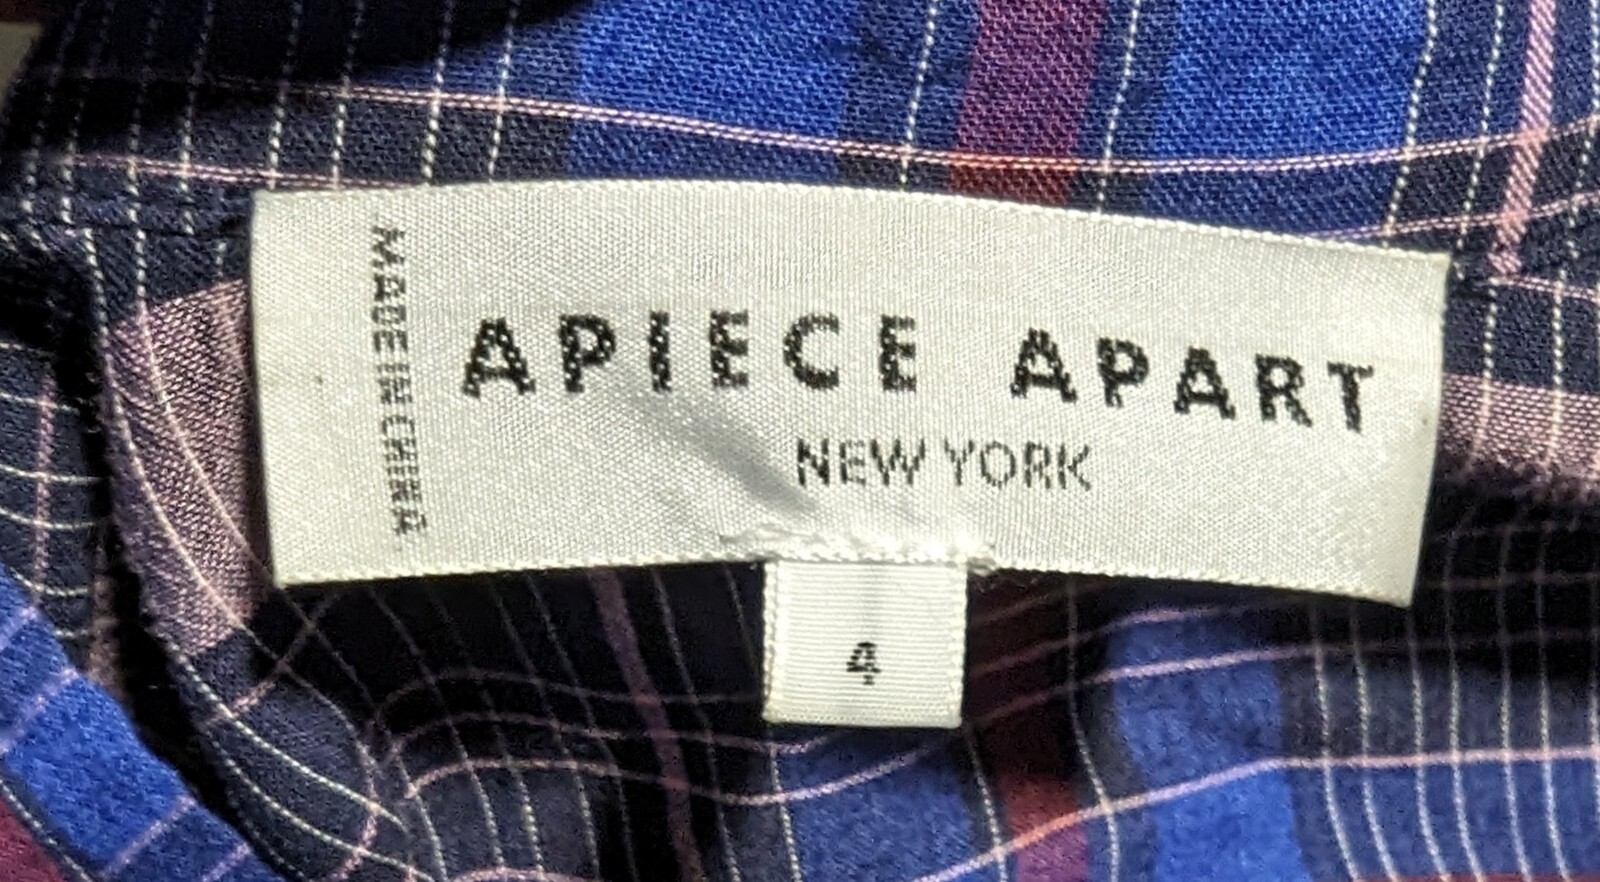 MADE IN CHINA
APIECE APART
NEW YORK
4